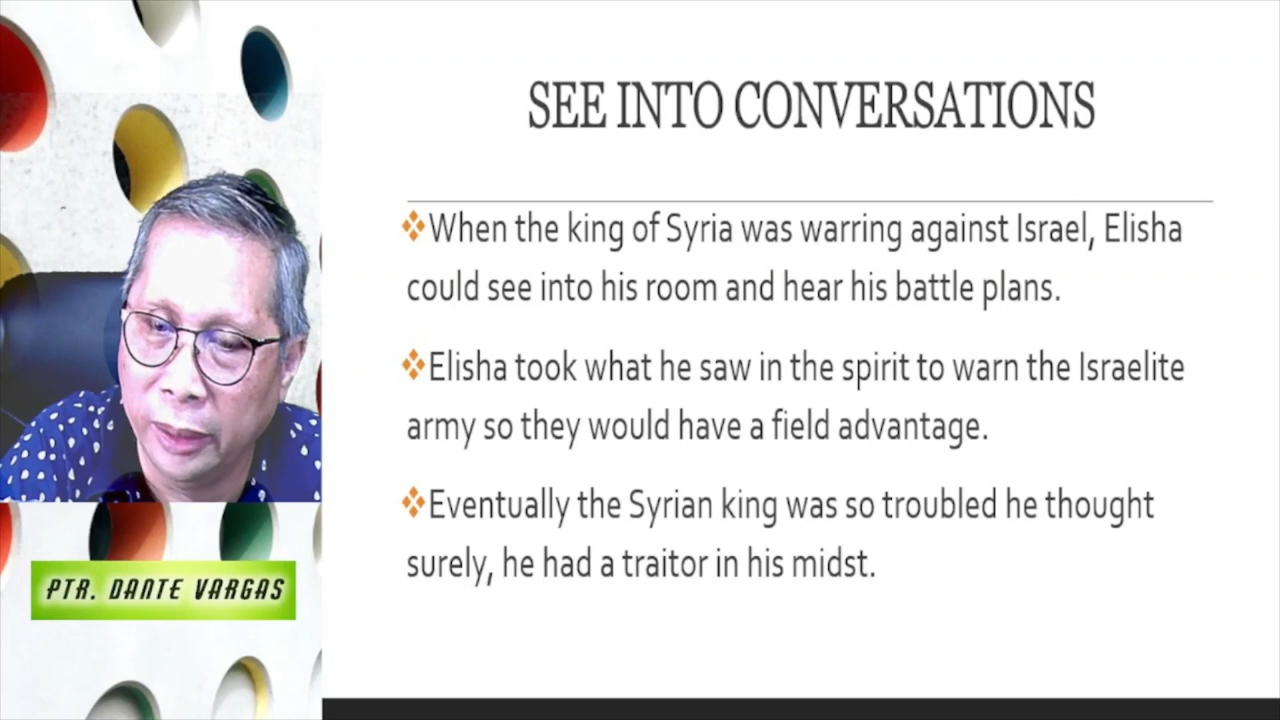 SEE INTO CONVERSATIONS
❖When the king of Syria was warring against Israel, Elisha
could see into his room and hear his battle plans.
❖Elisha took what he saw in the spirit to warn the Israelite
army so they would have a field advantage.
❖Eventually the Syrian king was so troubled he thought
surely, he had a traitor in his midst.
PTR. DANTE VARGAS